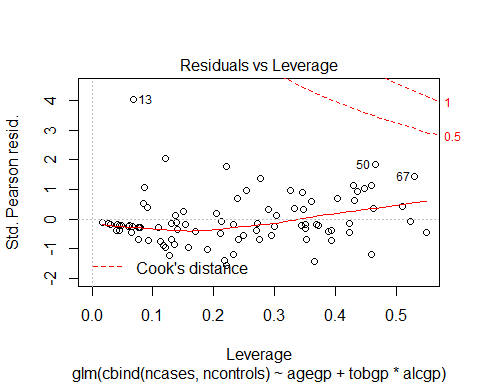 Residuals vs Leverage
Std. Pearson resid.
4
3
2
1
0
-1
-2
13
50
67
1
0.5
Cook's distance
0.0 0.1 0.2 0.3 0.4 0.5
Leverage
glm(cbind(ncases, ncontrols) ~ agegp + tobgp * alcgp)